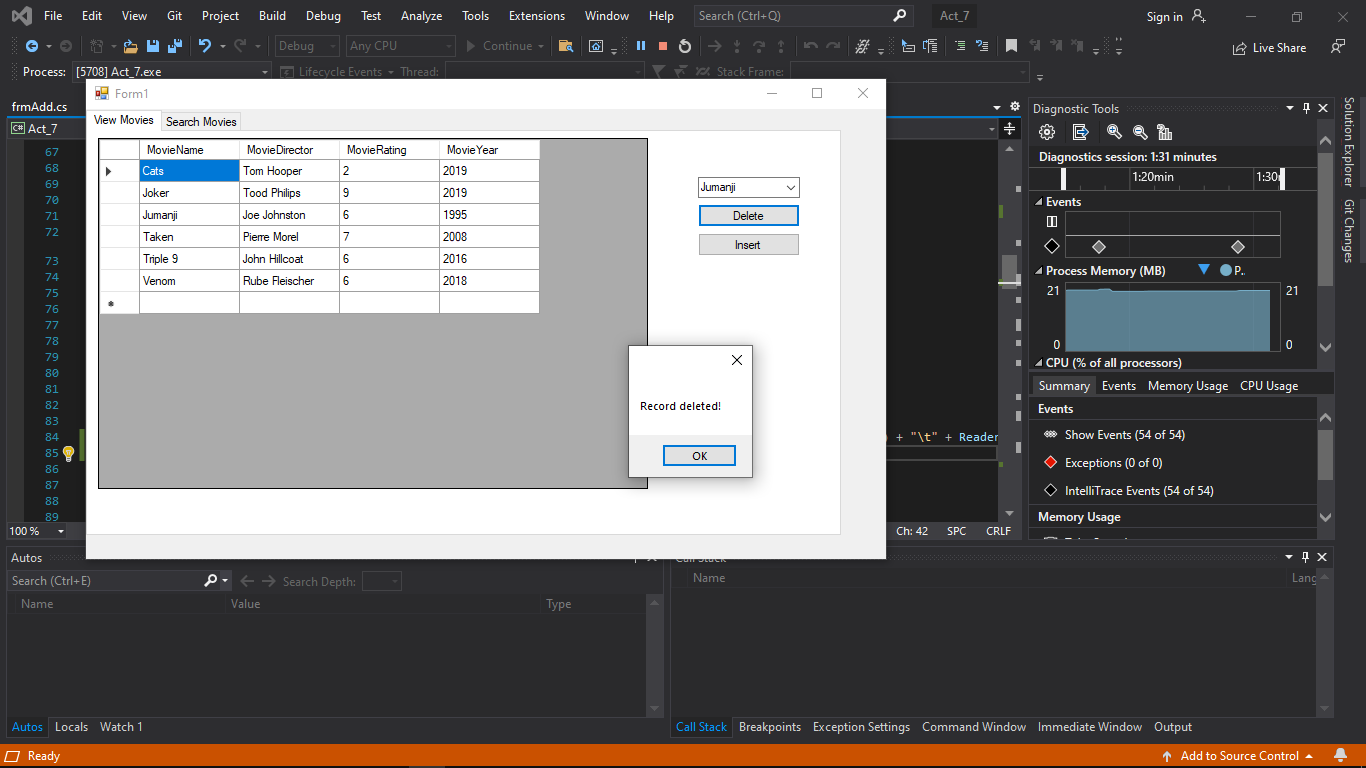 File Edit View Git Project Build Debug Test Analyze Tools Extensions Window Help Search (Ctrl+Q) Act_7 Sign in
Debug Any CPU Continue Live Share
Process: [5708] Act_7.exe Lifecycle Events Thread: Stack Frame:
frmAdd.cs
C# Act_7
67
68
69
70
71
72
73
74
75
76
77
78
79
80
81
82
83
84 ) + "\t" + Reader
85
86
87
88
89
100 % Ch: 42 SPC CRLF
Form1
View Movies Search Movies
MovieName MovieDirector MovieRating MovieYear
Cats Tom Hooper 2 2019
Joker Tood Philips 9 2019
Jumanji Joe Johnston 6 1995
Taken Pierre Morel 7 2008
Triple 9 John Hillcoat 6 2016
Venom Rube Fleischer 6 2018
*
Jumanji
Delete
Insert
Record deleted!
OK
Diagnostic Tools
Diagnostics session: 1:31 minutes
1:20min 1:30
Events
Process Memory (MB) P..
21 21
0 0
CPU (% of all processors)
Summary Events Memory Usage CPU Usage
Events
Show Events (54 of 54)
Exceptions (0 of 0)
IntelliTrace Events (54 of 54)
Memory Usage
Solution Explorer
Git Changes
Autos
Search (Ctrl+E) Search Depth:
Name Value Type
Autos Locals Watch 1
Call Stack
Name Lang
Call Stack Breakpoints Exception Settings Command Window Immediate Window Output
Ready Add to Source Control